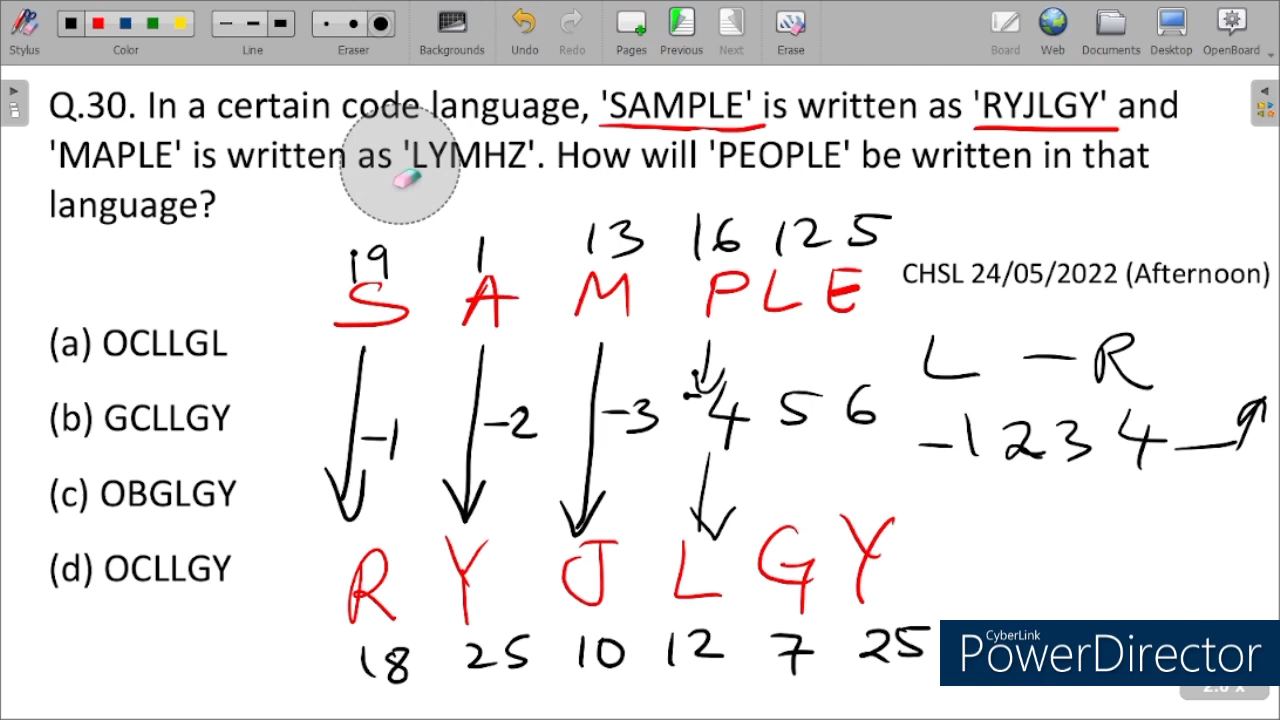 Stylus Color Line Eraser Backgrounds Undo Redo Pages Previous Next Erase Board Web Documents Desktop OpenBoard
Q.30. In a certain code language, 'SAMPLE' is written as 'RYJLGY' and
'MAPLE' is written as 'LYMHZ'. How will 'PEOPLE' be written in that
language?
19 1 13 16 12 5
S A M P L E
CHSL 24/05/2022 (Afternoon)
(a) OCLLGL
L - R
(b) GCLLGY
-1 -2 -3 -4 5 6
-1 2 3 4
(c) OBGLGY
(d) OCLLGY
R Y J L G Y
18 25 10 12 7 25
CyberLink
PowerDirector